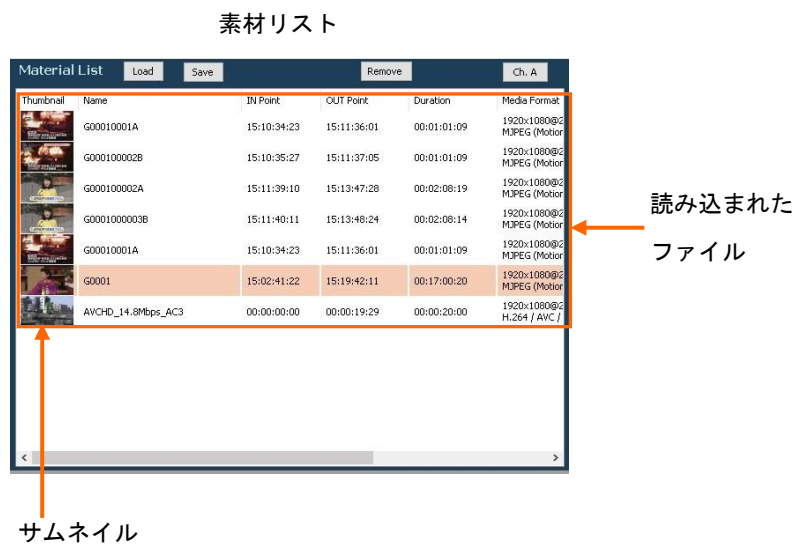 素材リスト
Material List Load Save Remove Ch. A
Thumbnail Name IN Point OUT Point Duration Media Format
G00010001A 15:10:34:23 15:11:36:01 00:01:01:09 1920x1080@2 MJPEG (Motion
G000100002B 15:10:35:27 15:11:37:05 00:01:01:09 1920x1080@2 MJPEG (Motion
G000100002A 15:11:39:10 15:13:47:28 00:02:08:19 1920x1080@2 MJPEG (Motion
G0001000003B 15:11:40:11 15:13:48:24 00:02:08:14 1920x1080@2 MJPEG (Motion
G00010001A 15:10:34:23 15:11:36:01 00:01:01:09 1920x1080@2 MJPEG (Motion
G0001 15:02:41:22 15:19:42:11 00:17:00:20 1920x1080@2 MJPEG (Motion
AVCHD_14.8Mbps_AC3 00:00:00:00 00:00:19:29 00:00:20:00 1920x1080@2 H.264 / AVC /
読み込まれた
ファイル
サムネイル